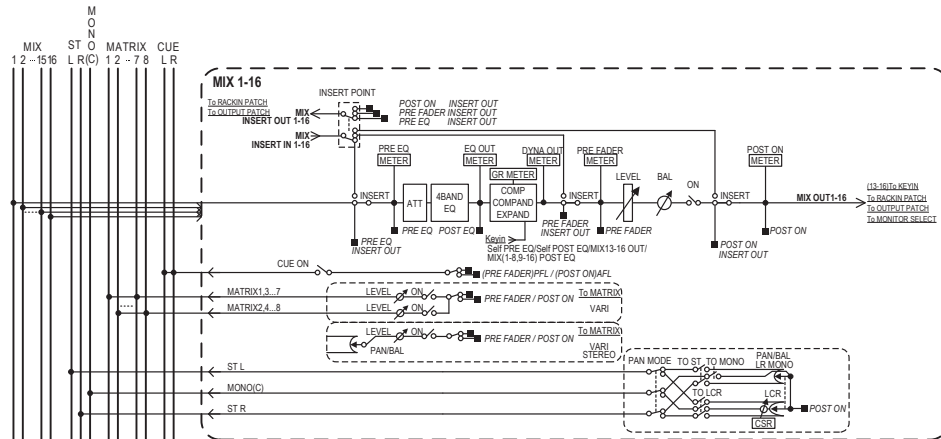 MONO(C)
MIX
ST
MATRIX
CUE
1 2 ··· 15 16
L R
1 2 ··· 7 8
L R
MIX 1-16
INSERT POINT
To RACKIN PATCH
To OUTPUT PATCH
MIX
INSERT OUT 1-16
POST ON INSERT OUT
PRE FADER INSERT OUT
PRE EQ INSERT OUT
MIX
INSERT IN 1-16
PRE EQ
METER
EQ OUT
METER
DYNA OUT
METER
PRE FADER
METER
POST ON
METER
GR METER
LEVEL
BAL
ON
INSERT
ATT
4BAND
EQ
COMP
COMPAND
EXPAND
INSERT
INSERT
MIX OUT1-16
(13-16)To KEYIN
To RACKIN PATCH
To OUTPUT PATCH
To MONITOR SELECT
PRE EQ
POST EQ
PRE FADER
INSERT OUT
PRE FADER
POST ON
PRE EQ
INSERT OUT
Keyin
Self PRE EQ/Self POST EQ/MIX13-16 OUT/
MIX(1-8,9-16) POST EQ
POST ON
INSERT OUT
CUE ON
(PRE FADER)PFL / (POST ON)AFL
MATRIX1,3...7
LEVEL
ON
PRE FADER / POST ON
To MATRIX
MATRIX2,4...8
LEVEL
ON
VARI
LEVEL
ON
PRE FADER / POST ON
To MATRIX
VARI
STEREO
PAN/BAL
ST L
PAN MODE
TO ST
TO MONO
PAN/BAL
LR MONO
MONO(C)
TO LCR
LCR
ST R
CSR
POST ON